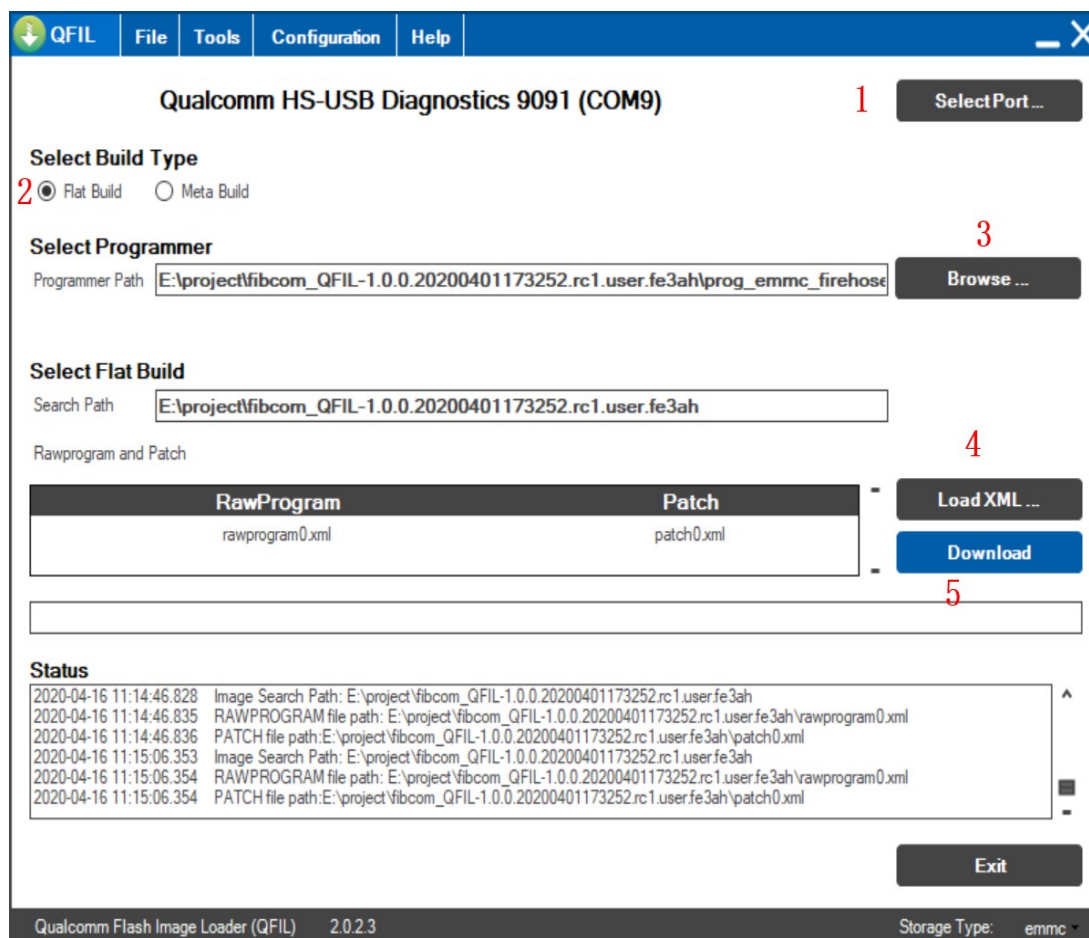 QFIL File Tools Configuration Help
Qualcomm HS-USB Diagnostics 9091 (COM9) 1 Select Port ...
Select Build Type
2 Flat Build Meta Build
Select Programmer 3
Programmer Path E:\project\fibcom_QFIL-1.0.0.20200401173252.rc1.user.fe3ah\prog_emmc_firehose Browse ...
Select Flat Build
Search Path E:\project\fibcom_QFIL-1.0.0.20200401173252.rc1.user.fe3ah
Rawprogram and Patch 4
RawProgram Patch Load XML ...
rawprogram0.xml patch0.xml
Download
5
Status
2020-04-16 11:14:46.828 Image Search Path: E:\project\fibcom_QFIL-1.0.0.20200401173252.rc1.user.fe3ah
2020-04-16 11:14:46.835 RAWPROGRAM file path: E:\project\fibcom_QFIL-1.0.0.20200401173252.rc1.user.fe3ah\rawprogram0.xml
2020-04-16 11:14:46.836 PATCH file path:E:\project\fibcom_QFIL-1.0.0.20200401173252.rc1.user.fe3ah\patch0.xml
2020-04-16 11:15:06.353 Image Search Path: E:\project\fibcom_QFIL-1.0.0.20200401173252.rc1.user.fe3ah
2020-04-16 11:15:06.354 RAWPROGRAM file path: E:\project\fibcom_QFIL-1.0.0.20200401173252.rc1.user.fe3ah\rawprogram0.xml
2020-04-16 11:15:06.354 PATCH file path:E:\project\fibcom_QFIL-1.0.0.20200401173252.rc1.user.fe3ah\patch0.xml
Exit
Qualcomm Flash Image Loader (QFIL) 2.0.2.3 Storage Type: emmc